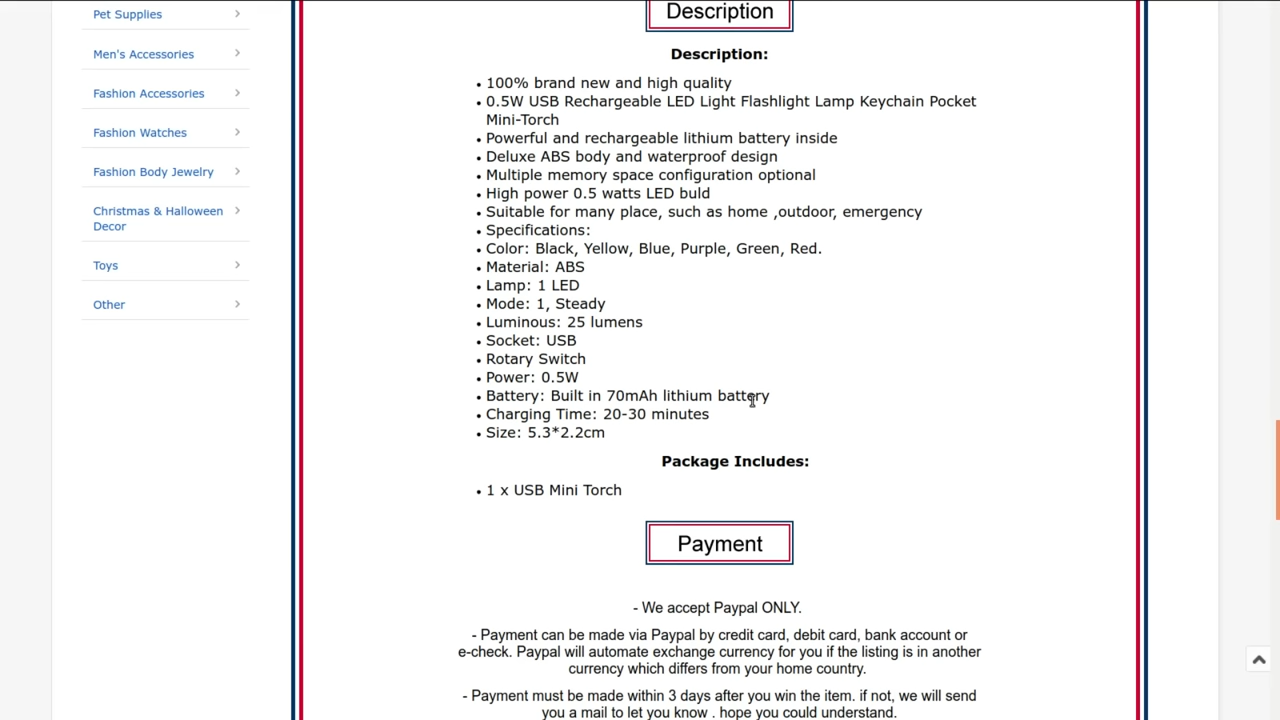 Pet Supplies
Men's Accessories
Fashion Accessories
Fashion Watches
Fashion Body Jewelry
Christmas & Halloween
Decor
Toys
Other
Description
Description:
• 100% brand new and high quality
• 0.5W USB Rechargeable LED Light Flashlight Lamp Keychain Pocket
Mini-Torch
• Powerful and rechargeable lithium battery inside
• Deluxe ABS body and waterproof design
• Multiple memory space configuration optional
• High power 0.5 watts LED buld
• Suitable for many place, such as home ,outdoor, emergency
• Specifications:
• Color: Black, Yellow, Blue, Purple, Green, Red.
• Material: ABS
• Lamp: 1 LED
• Mode: 1, Steady
• Luminous: 25 lumens
• Socket: USB
• Rotary Switch
• Power: 0.5W
• Battery: Built in 70mAh lithium battery
• Charging Time: 20-30 minutes
• Size: 5.3*2.2cm
Package Includes:
• 1 x USB Mini Torch
Payment
- We accept Paypal ONLY.
- Payment can be made via Paypal by credit card, debit card, bank account or
e-check. Paypal will automate exchange currency for you if the listing is in another
currency which differs from your home country.
- Payment must be made within 3 days after you win the item. if not, we will send
you a mail to let you know . hope you could understand.